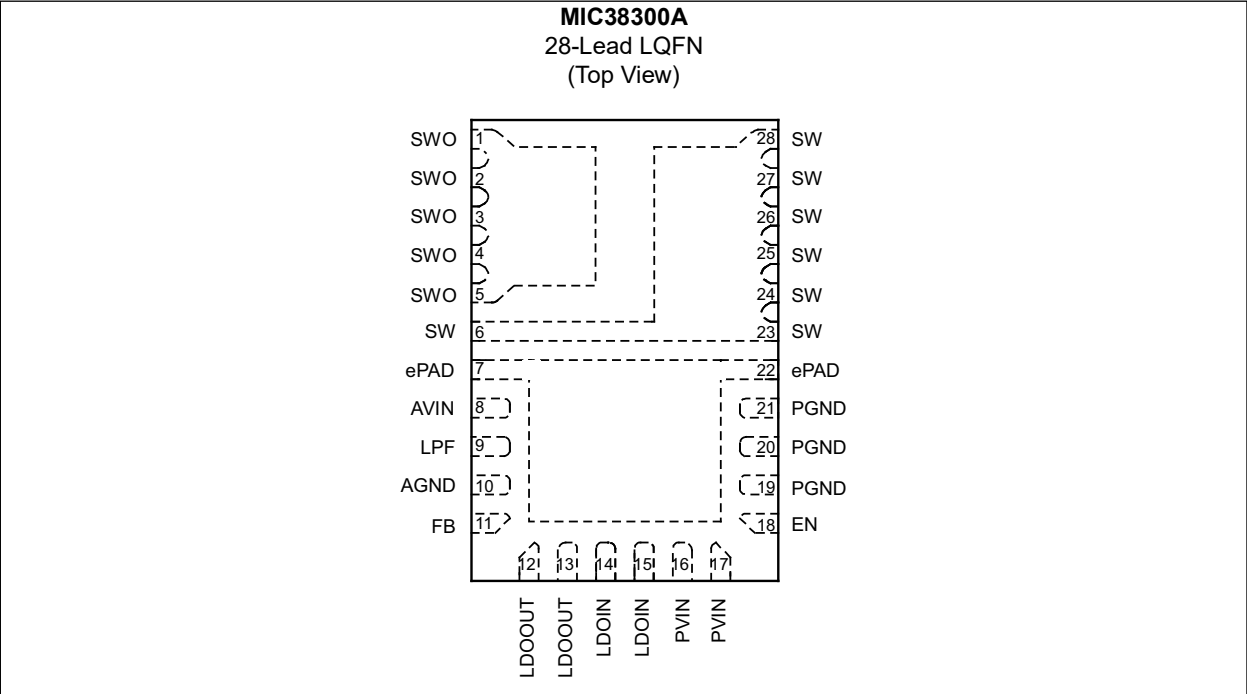 MIC38300A
28-Lead LQFN
(Top View)
SWO 1 28 SW
SWO 2 27 SW
SWO 3 26 SW
SWO 4 25 SW
SWO 5 24 SW
SW 6 23 SW
ePAD 7 22 ePAD
AVIN 8 21 PGND
LPF 9 20 PGND
AGND 10 19 PGND
FB 11 18 EN
12 13 14 15 16 17
LDOOUT LDOOUT LDOIN LDOIN PVIN PVIN